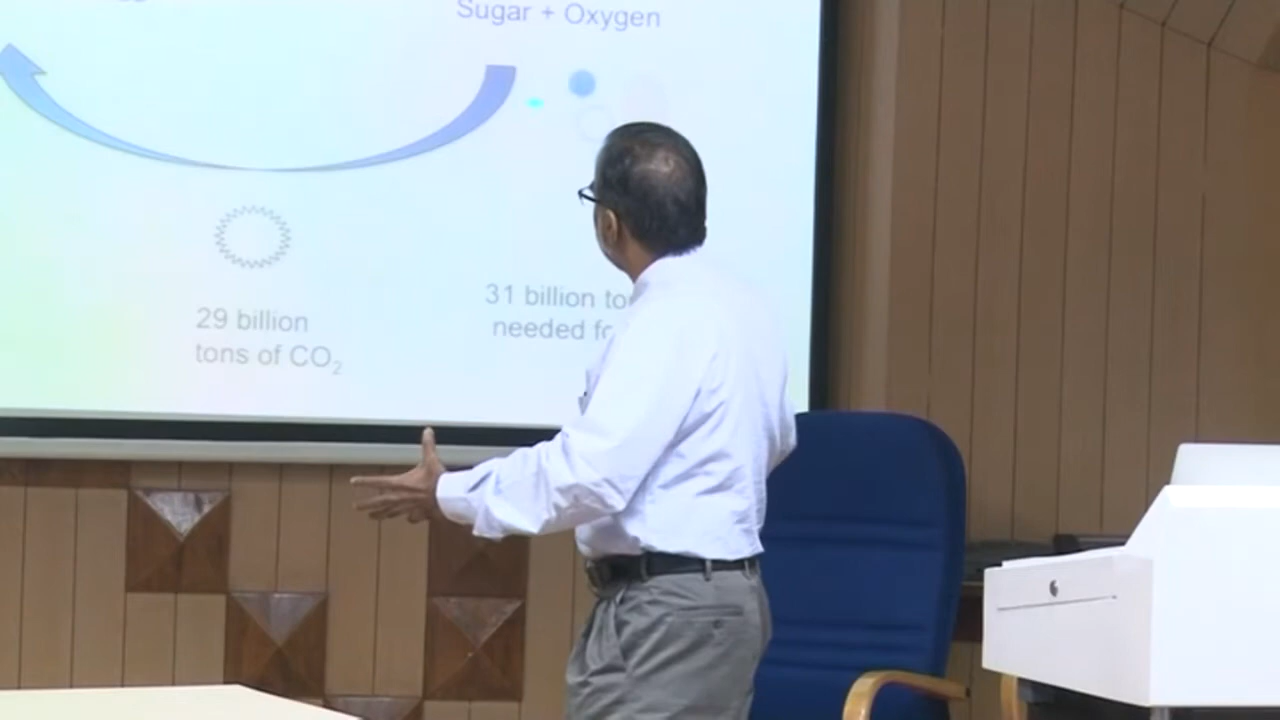 Sugar + Oxygen
31 billion
needed
29 billion
tons of CO₂